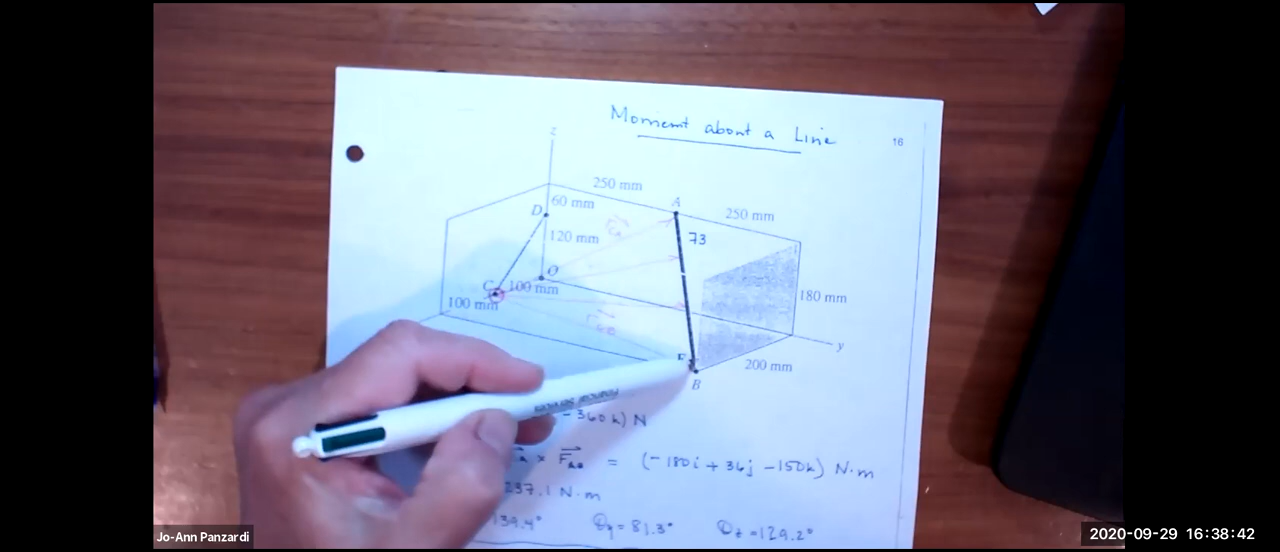 Moment about a Line
16
z
250 mm
A
250 mm
D
60 mm
73
120 mm
O
C
100 mm
180 mm
100 mm
y
F
200 mm
B
- 360 k) N
x F = (-180i + 36j - 150k) N·m
237.1 N·m
139.4° θy = 81.3° θz = 129.2°
Jo-Ann Panzardi
2020-09-29 16:38:42